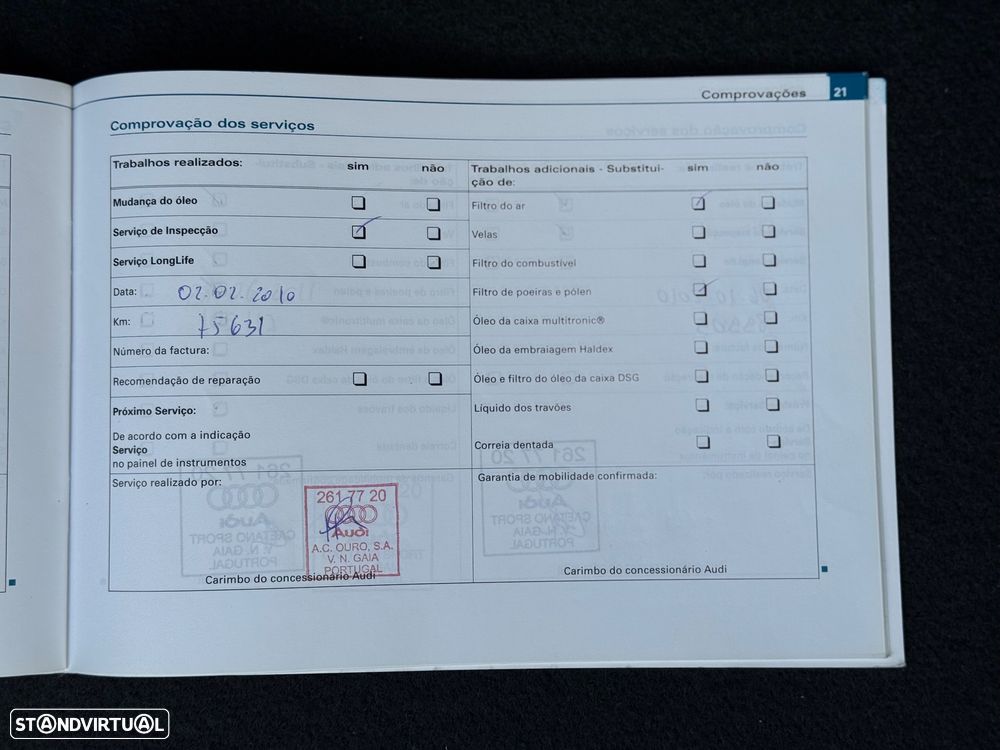 Comprovações 21
Comprovação dos serviços
Trabalhos realizados: sim não
Mudança do óleo
Serviço de Inspecção
Serviço LongLife
Data: 02.02.2010
Km: 75631
Número da factura:
Recomendação de reparação
Próximo Serviço:
De acordo com a indicação
Serviço
no painel de instrumentos
Serviço realizado por:
261 77 20
Audi
A.C. OURO, S.A.
V. N. GAIA
PORTUGAL
Carimbo do concessionário Audi
Trabalhos adicionais - Substitui-
ção de: sim não
Filtro do ar
Velas
Filtro do combustível
Filtro de poeiras e pólen
Óleo da caixa multitronic®
Óleo da embraiagem Haldex
Óleo e filtro do óleo da caixa DSG
Líquido dos travões
Correia dentada
Garantia de mobilidade confirmada:
Carimbo do concessionário Audi
STANDVIRTUAL